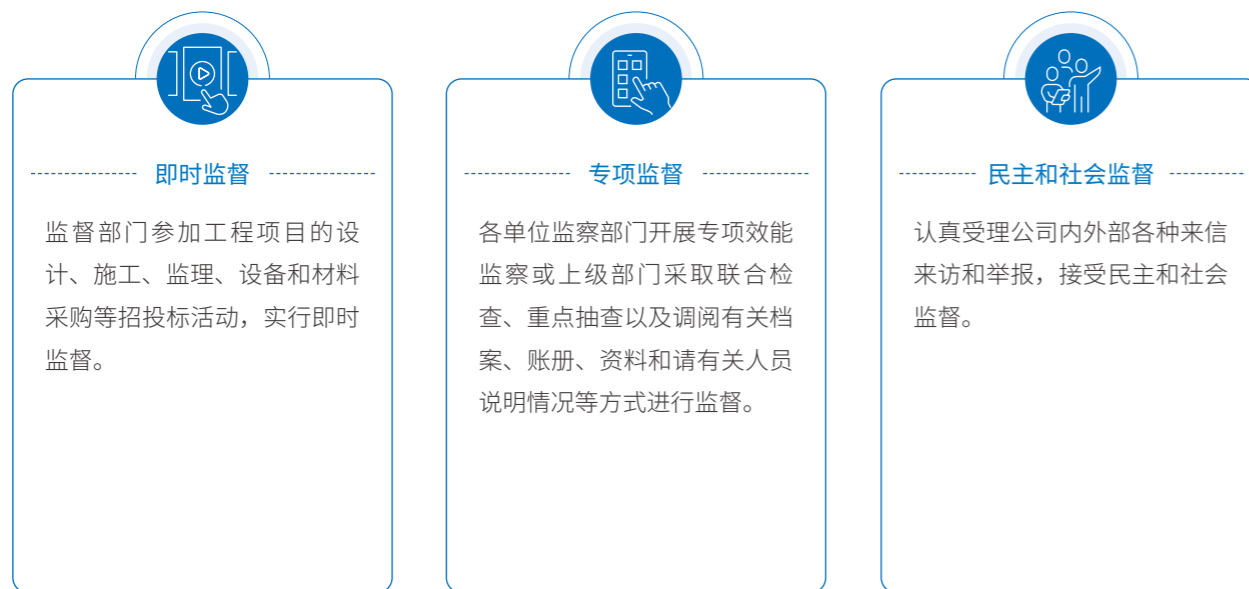 即时监督
监督部门参加工程项目的设
计、施工、监理、设备和材料
采购等招投标活动，实行即时
监督。
专项监督
各单位监察部门开展专项效能
监察或上级部门采取联合检
查、重点抽查以及调阅有关档
案、账册、资料和请有关人员
说明情况等方式进行监督。
民主和社会监督
认真受理公司内外部各种来信
来访和举报，接受民主和社会
监督。